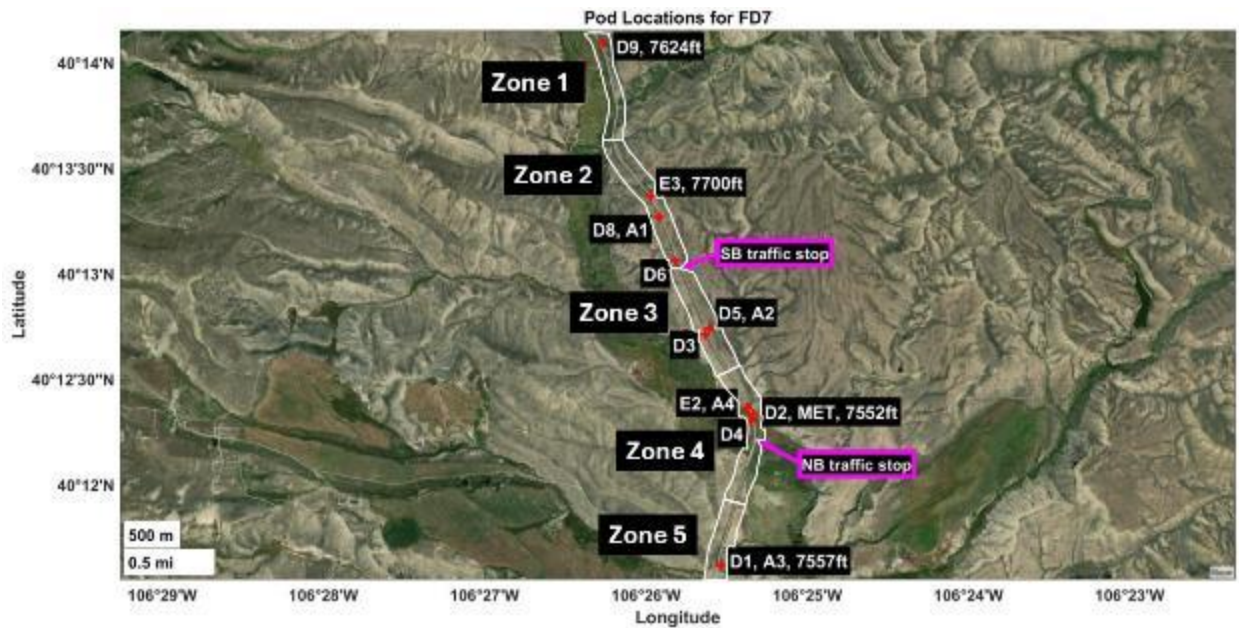 Pod Locations for FD7
40°14'N
40°13'30"N
40°13'N
40°12'30"N
40°12'N
Latitude
Zone 1
D9, 7624ft
Zone 2
E3, 7700ft
D8, A1
SB traffic stop
D6
Zone 3
D5, A2
D3
E2, A4
D2, MET, 7552ft
D4
Zone 4
NB traffic stop
Zone 5
D1, A3, 7557ft
500 m
0.5 mi
106°29'W
106°28'W
106°27'W
106°26'W
106°25'W
106°24'W
106°23'W
Longitude